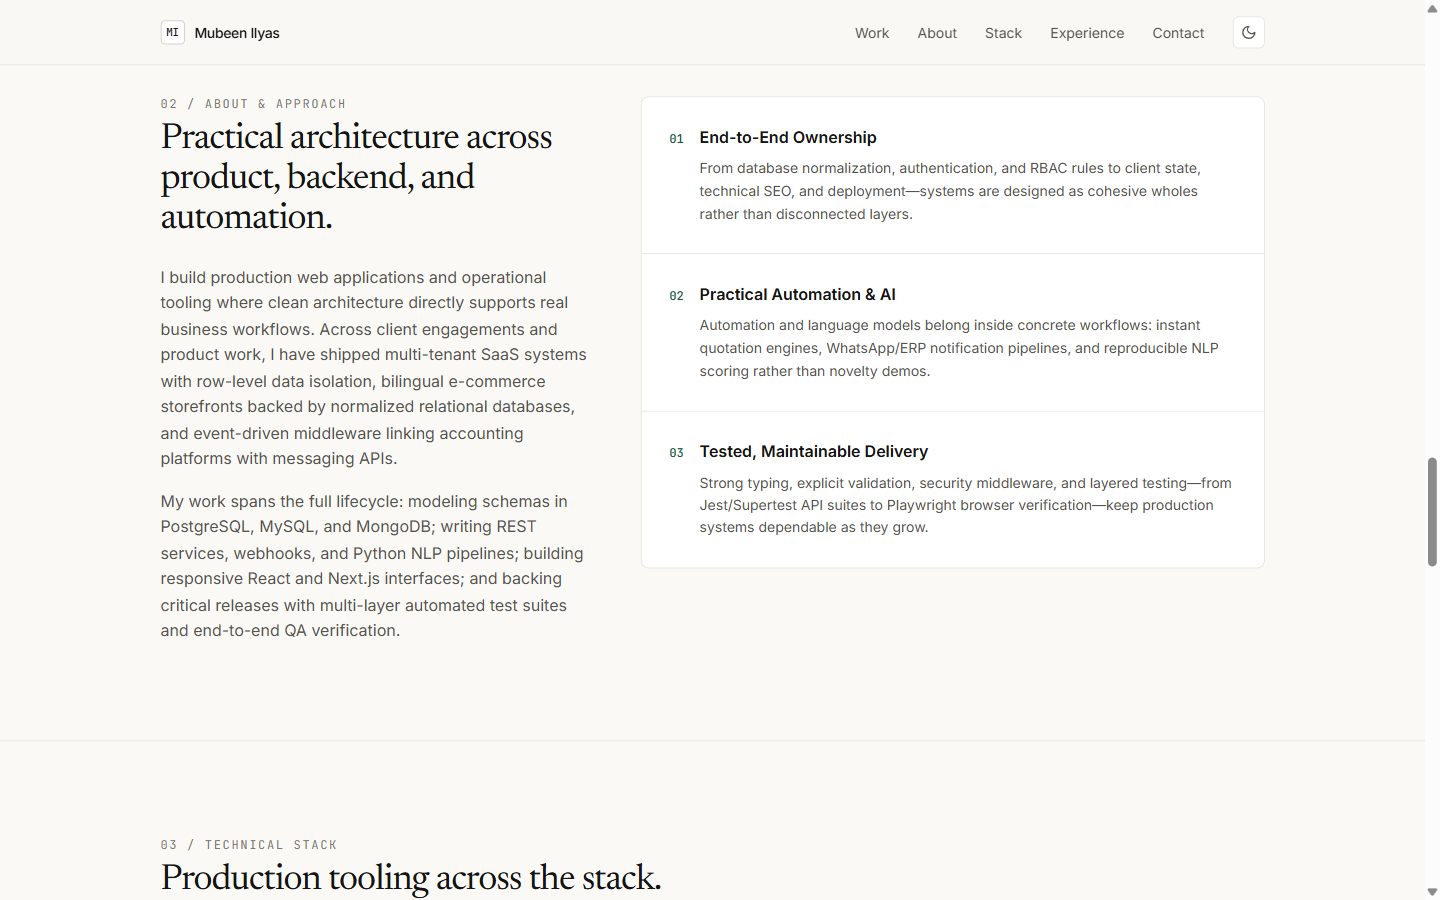 MI
Mubeen Ilyas
Work
About
Stack
Experience
Contact
02 / ABOUT & APPROACH
Practical architecture across
product, backend, and
automation.
I build production web applications and operational
tooling where clean architecture directly supports real
business workflows. Across client engagements and
product work, I have shipped multi-tenant SaaS systems
with row-level data isolation, bilingual e-commerce
storefronts backed by normalized relational databases,
and event-driven middleware linking accounting
platforms with messaging APIs.
My work spans the full lifecycle: modeling schemas in
PostgreSQL, MySQL, and MongoDB; writing REST
services, webhooks, and Python NLP pipelines; building
responsive React and Next.js interfaces; and backing
critical releases with multi-layer automated test suites
and end-to-end QA verification.
01 End-to-End Ownership
From database normalization, authentication, and RBAC rules to client state,
technical SEO, and deployment—systems are designed as cohesive wholes
rather than disconnected layers.
02 Practical Automation & AI
Automation and language models belong inside concrete workflows: instant
quotation engines, WhatsApp/ERP notification pipelines, and reproducible NLP
scoring rather than novelty demos.
03 Tested, Maintainable Delivery
Strong typing, explicit validation, security middleware, and layered testing—from
Jest/Supertest API suites to Playwright browser verification—keep production
systems dependable as they grow.
03 / TECHNICAL STACK
Production tooling across the stack.